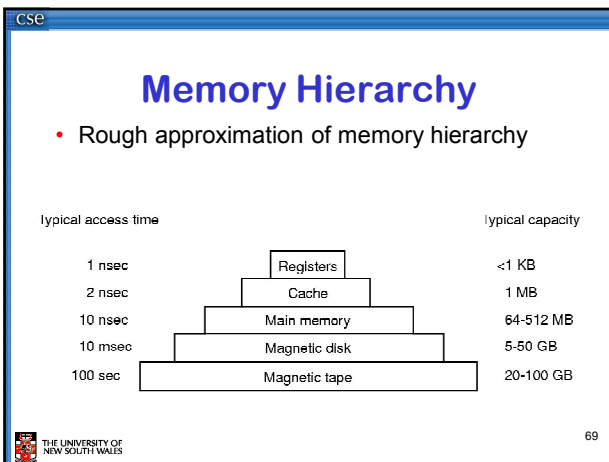 cse
Memory Hierarchy
• Rough approximation of memory hierarchy
Typical access time Typical capacity
1 nsec Registers <1 KB
2 nsec Cache 1 MB
10 nsec Main memory 64-512 MB
10 msec Magnetic disk 5-50 GB
100 sec Magnetic tape 20-100 GB
THE UNIVERSITY OF
NEW SOUTH WALES
69